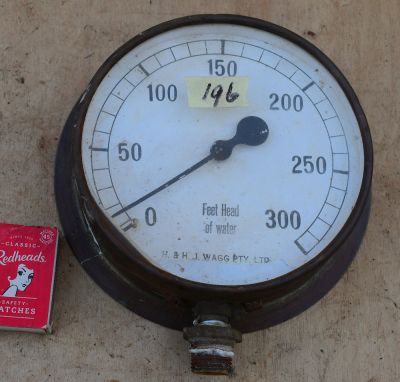 150
196
100
200
50
250
0
300
Feet Head
of water
H. & H. J. WAGG PTY. LTD.
CLASSIC
Redheads.
SAFETY
MATCHES